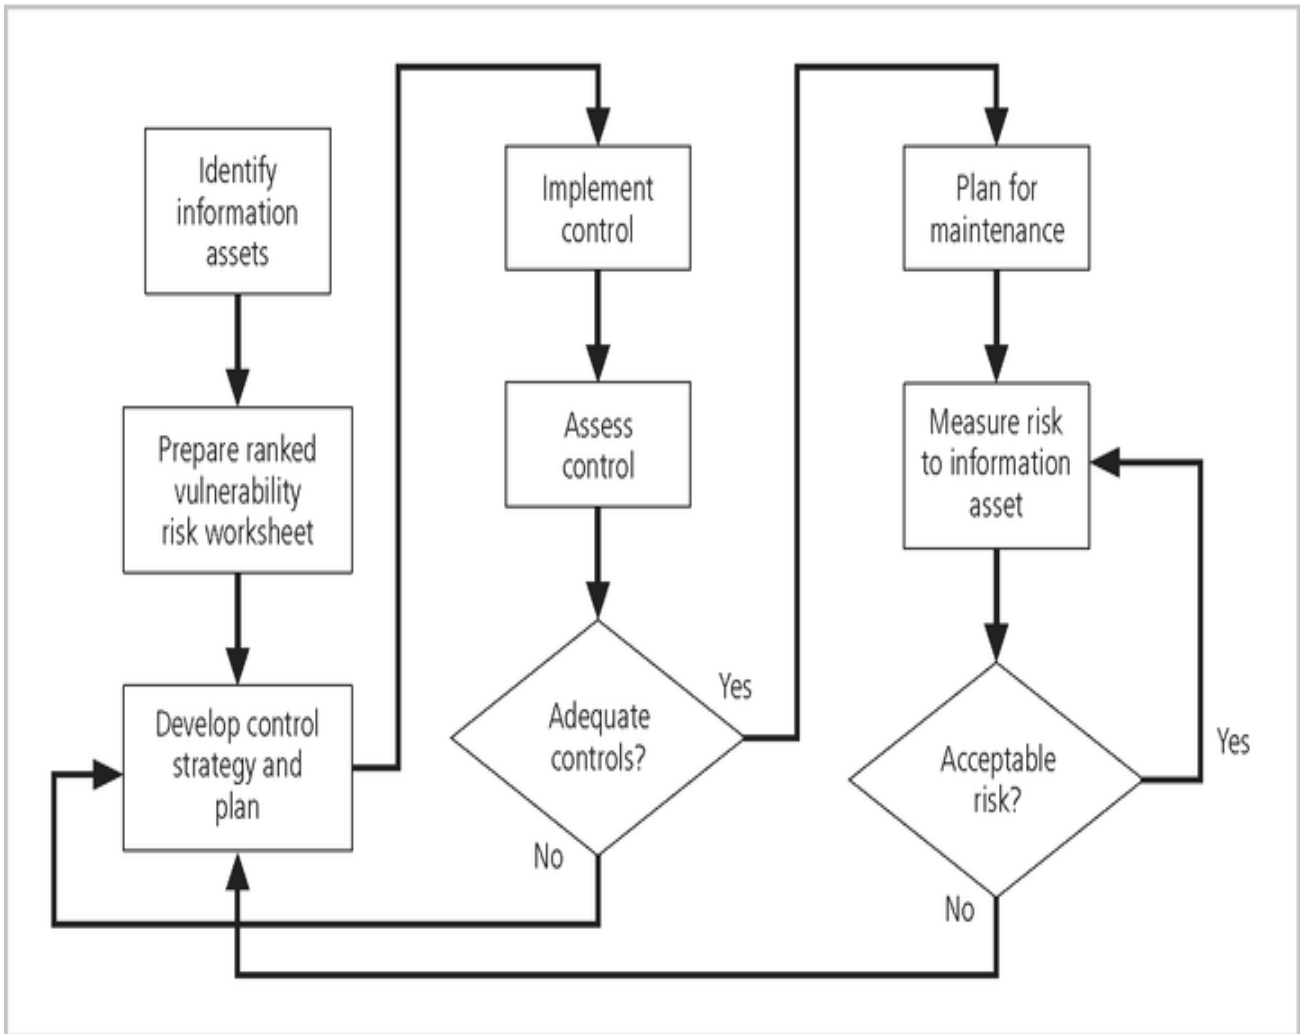 Identify
information
assets
Prepare ranked
vulnerability
risk worksheet
Develop control
strategy and
plan
Implement
control
Assess
control
Adequate
controls?
Yes
No
Plan for
maintenance
Measure risk
to information
asset
Acceptable
risk?
Yes
No